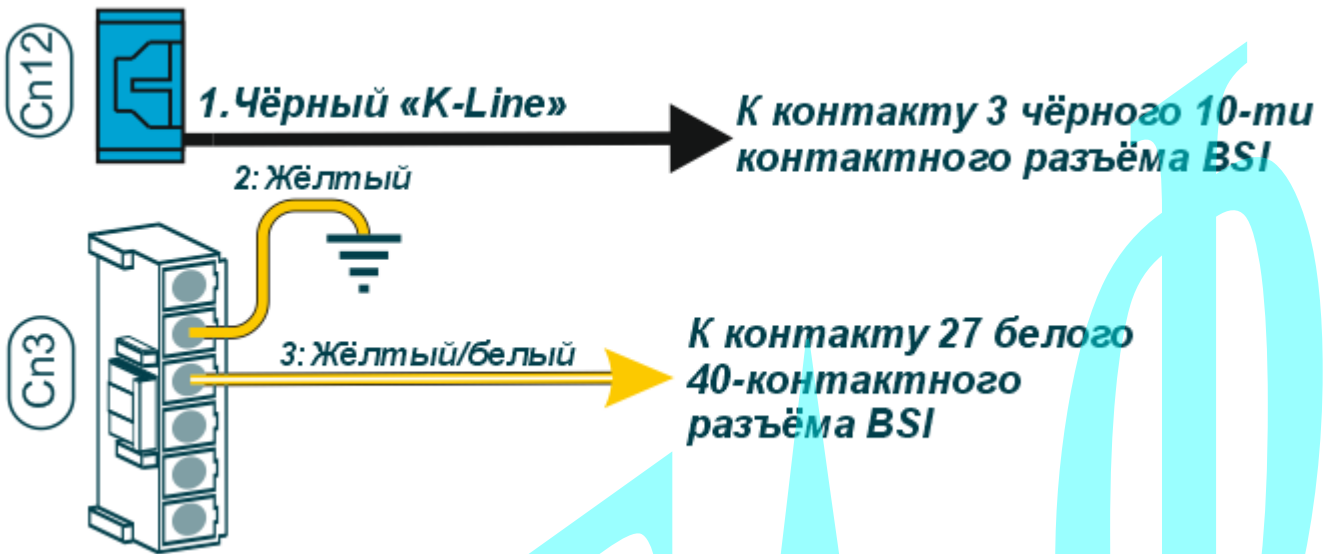 Cn12
1.Чёрный «K-Line»
К контакту 3 чёрного 10-ти
контактного разъёма BSI
2: Жёлтый
Cn3
3: Жёлтый/белый
К контакту 27 белого
40-контактного
разъёма BSI